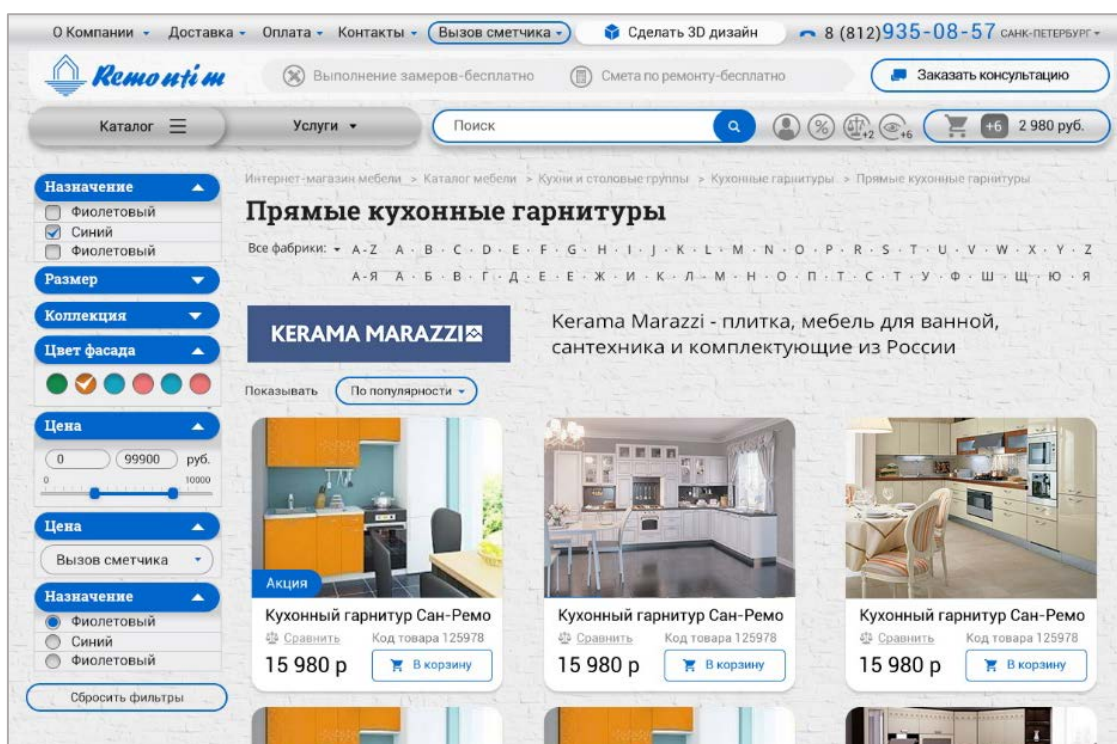 О Компании Доставка Оплата Контакты Вызов сметчика Сделать 3D дизайн 8 (812)935-08-57 САНК-ПЕТЕРБУРГ
Remontim Выполнение замеров-бесплатно Смета по ремонту-бесплатно Заказать консультацию
Каталог Услуги Поиск +2 +6 +6 2 980 руб.
Интернет-магазин мебели > Каталог мебели > Кухни и столовые группы > Кухонные гарнитуры > Прямые кухонные гарнитуры
Прямые кухонные гарнитуры
Все фабрики: A-Z A · B · C · D · E · F · G · H · I · J · K · L · M · N · O · P · R · S · T · U · V · W · X · Y · Z
А-Я А · Б · В · Г · Д · Е · Е · Ж · И · К · Л · М · Н · О · П · Т · С · Т · У · Ф · Ш · Щ · Ю · Я
KERAMA MARAZZI
Kerama Marazzi - плитка, мебель для ванной,
сантехника и комплектующие из России
Показывать По популярности
Назначение
Фиолетовый
Синий
Фиолетовый
Размер
Коллекция
Цвет фасада
Цена
0 99900 руб.
0 10000
Цена
Вызов сметчика
Назначение
Фиолетовый
Синий
Фиолетовый
Сбросить фильтры
Акция
Кухонный гарнитур Сан-Ремо
Сравнить Код товара 125978
15 980 р В корзину
Кухонный гарнитур Сан-Ремо
Сравнить Код товара 125978
15 980 р В корзину
Кухонный гарнитур Сан-Ремо
Сравнить Код товара 125978
15 980 р В корзину